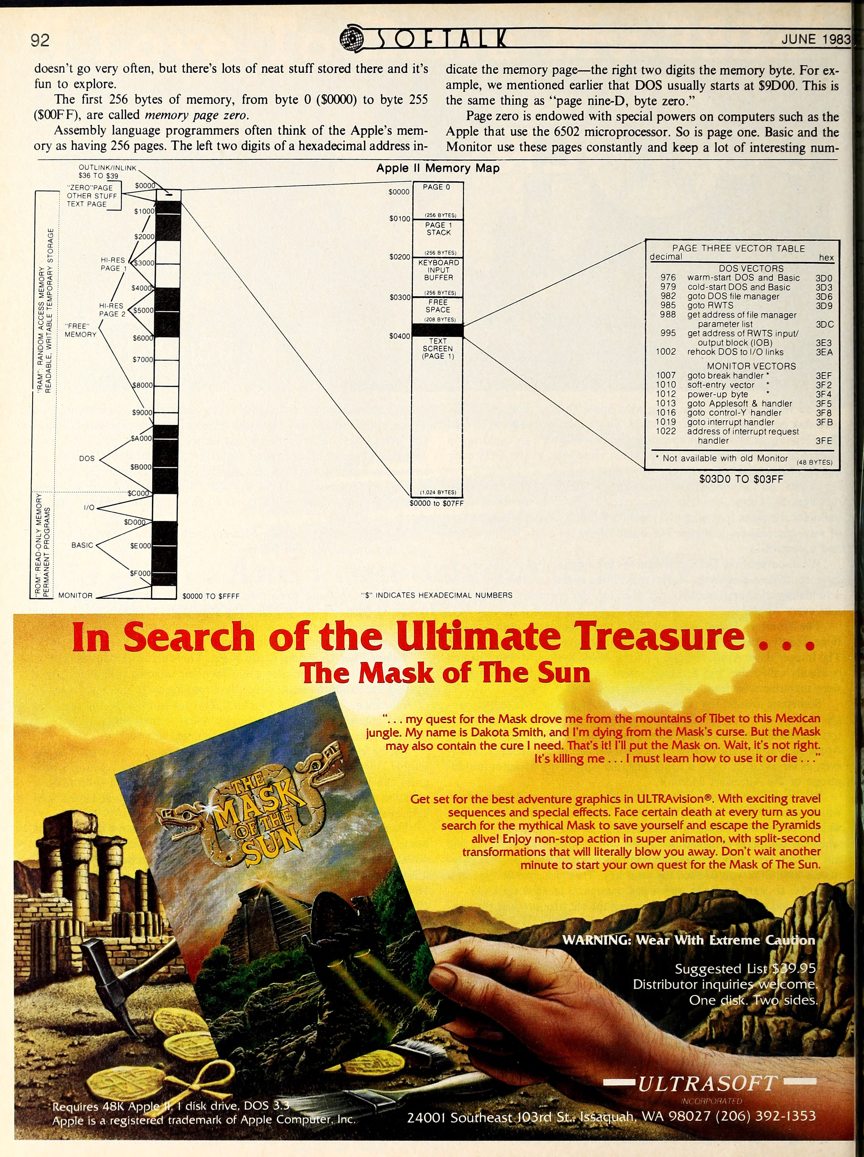 92
SOFTALK
JUNE 1983
doesn't go very often, but there's lots of neat stuff stored there and it's
fun to explore.
The first 256 bytes of memory, from byte 0 ($0000) to byte 255
($00FF), are called memory page zero.
Assembly language programmers often think of the Apple's mem-
ory as having 256 pages. The left two digits of a hexadecimal address in-
dicate the memory page—the right two digits the memory byte. For ex-
ample, we mentioned earlier that DOS usually starts at $9D00. This is
the same thing as "page nine-D, byte zero."
Page zero is endowed with special powers on computers such as the
Apple that use the 6502 microprocessor. So is page one. Basic and the
Monitor use these pages constantly and keep a lot of interesting num-
Apple II Memory Map
OUTLINK/INLINK
$36 TO $39
"ZERO" PAGE
OTHER STUFF
TEXT PAGE
HI-RES
PAGE 1
HI-RES
PAGE 2
"FREE"
MEMORY
DOS
I/O
BASIC
MONITOR
"RAM": RANDOM ACCESS MEMORY
READABLE, WRITABLE TEMPORARY STORAGE
"ROM" READ-ONLY MEMORY
PERMANENT PROGRAMS
$0000
$1000
$2000
$3000
$4000
$5000
$6000
$7000
$8000
$9000
$A000
$B000
$C000
$D000
$E000
$F000
$0000 TO $FFFF
$0000
PAGE 0
(256 BYTES)
$0100
PAGE 1
STACK
(256 BYTES)
$0200
KEYBOARD
INPUT
BUFFER
(256 BYTES)
$0300
FREE
SPACE
(208 BYTES)
$0400
TEXT
SCREEN
(PAGE 1)
(1,024 BYTES)
$0000 to $07FF
"$" INDICATES HEXADECIMAL NUMBERS
PAGE THREE VECTOR TABLE
decimal hex
DOS VECTORS
976 warm-start DOS and Basic 3D0
979 cold-start DOS and Basic 3D3
982 goto DOS file manager 3D6
985 goto RWTS 3D9
988 get address of file manager
parameter list 3DC
995 get address of RWTS input/
output block (IOB) 3E3
1002 rehook DOS to I/O links 3EA
MONITOR VECTORS
1007 goto break handler * 3EF
1010 soft-entry vector * 3F2
1012 power-up byte * 3F4
1013 goto Applesoft & handler 3F5
1016 goto control-Y handler 3F8
1019 goto interrupt handler 3FB
1022 address of interrupt request
handler 3FE
* Not available with old Monitor (48 BYTES)
$03D0 TO $03FF
In Search of the Ultimate Treasure . . .
The Mask of The Sun
". . . my quest for the Mask drove me from the mountains of Tibet to this Mexican
jungle. My name is Dakota Smith, and I'm dying from the Mask's curse. But the Mask
may also contain the cure I need. That's it! I'll put the Mask on. Wait, it's not right.
It's killing me . . . I must learn how to use it or die . . ."
Get set for the best adventure graphics in ULTRAvision®. With exciting travel
sequences and special effects. Face certain death at every turn as you
search for the mythical Mask to save yourself and escape the Pyramids
alive! Enjoy non-stop action in super animation, with split-second
transformations that will literally blow you away. Don't wait another
minute to start your own quest for the Mask of The Sun.
THE
MASK
OF THE
SUN
WARNING: Wear With Extreme Caution
Suggested List $39.95
Distributor inquiries welcome.
One disk. Two sides.
ULTRASOFT
INCORPORATED
24001 Southeast 103rd St., Issaquah, WA 98027 (206) 392-1353
Requires 48K Apple II, 1 disk drive, DOS 3.3
Apple is a registered trademark of Apple Computer, Inc.